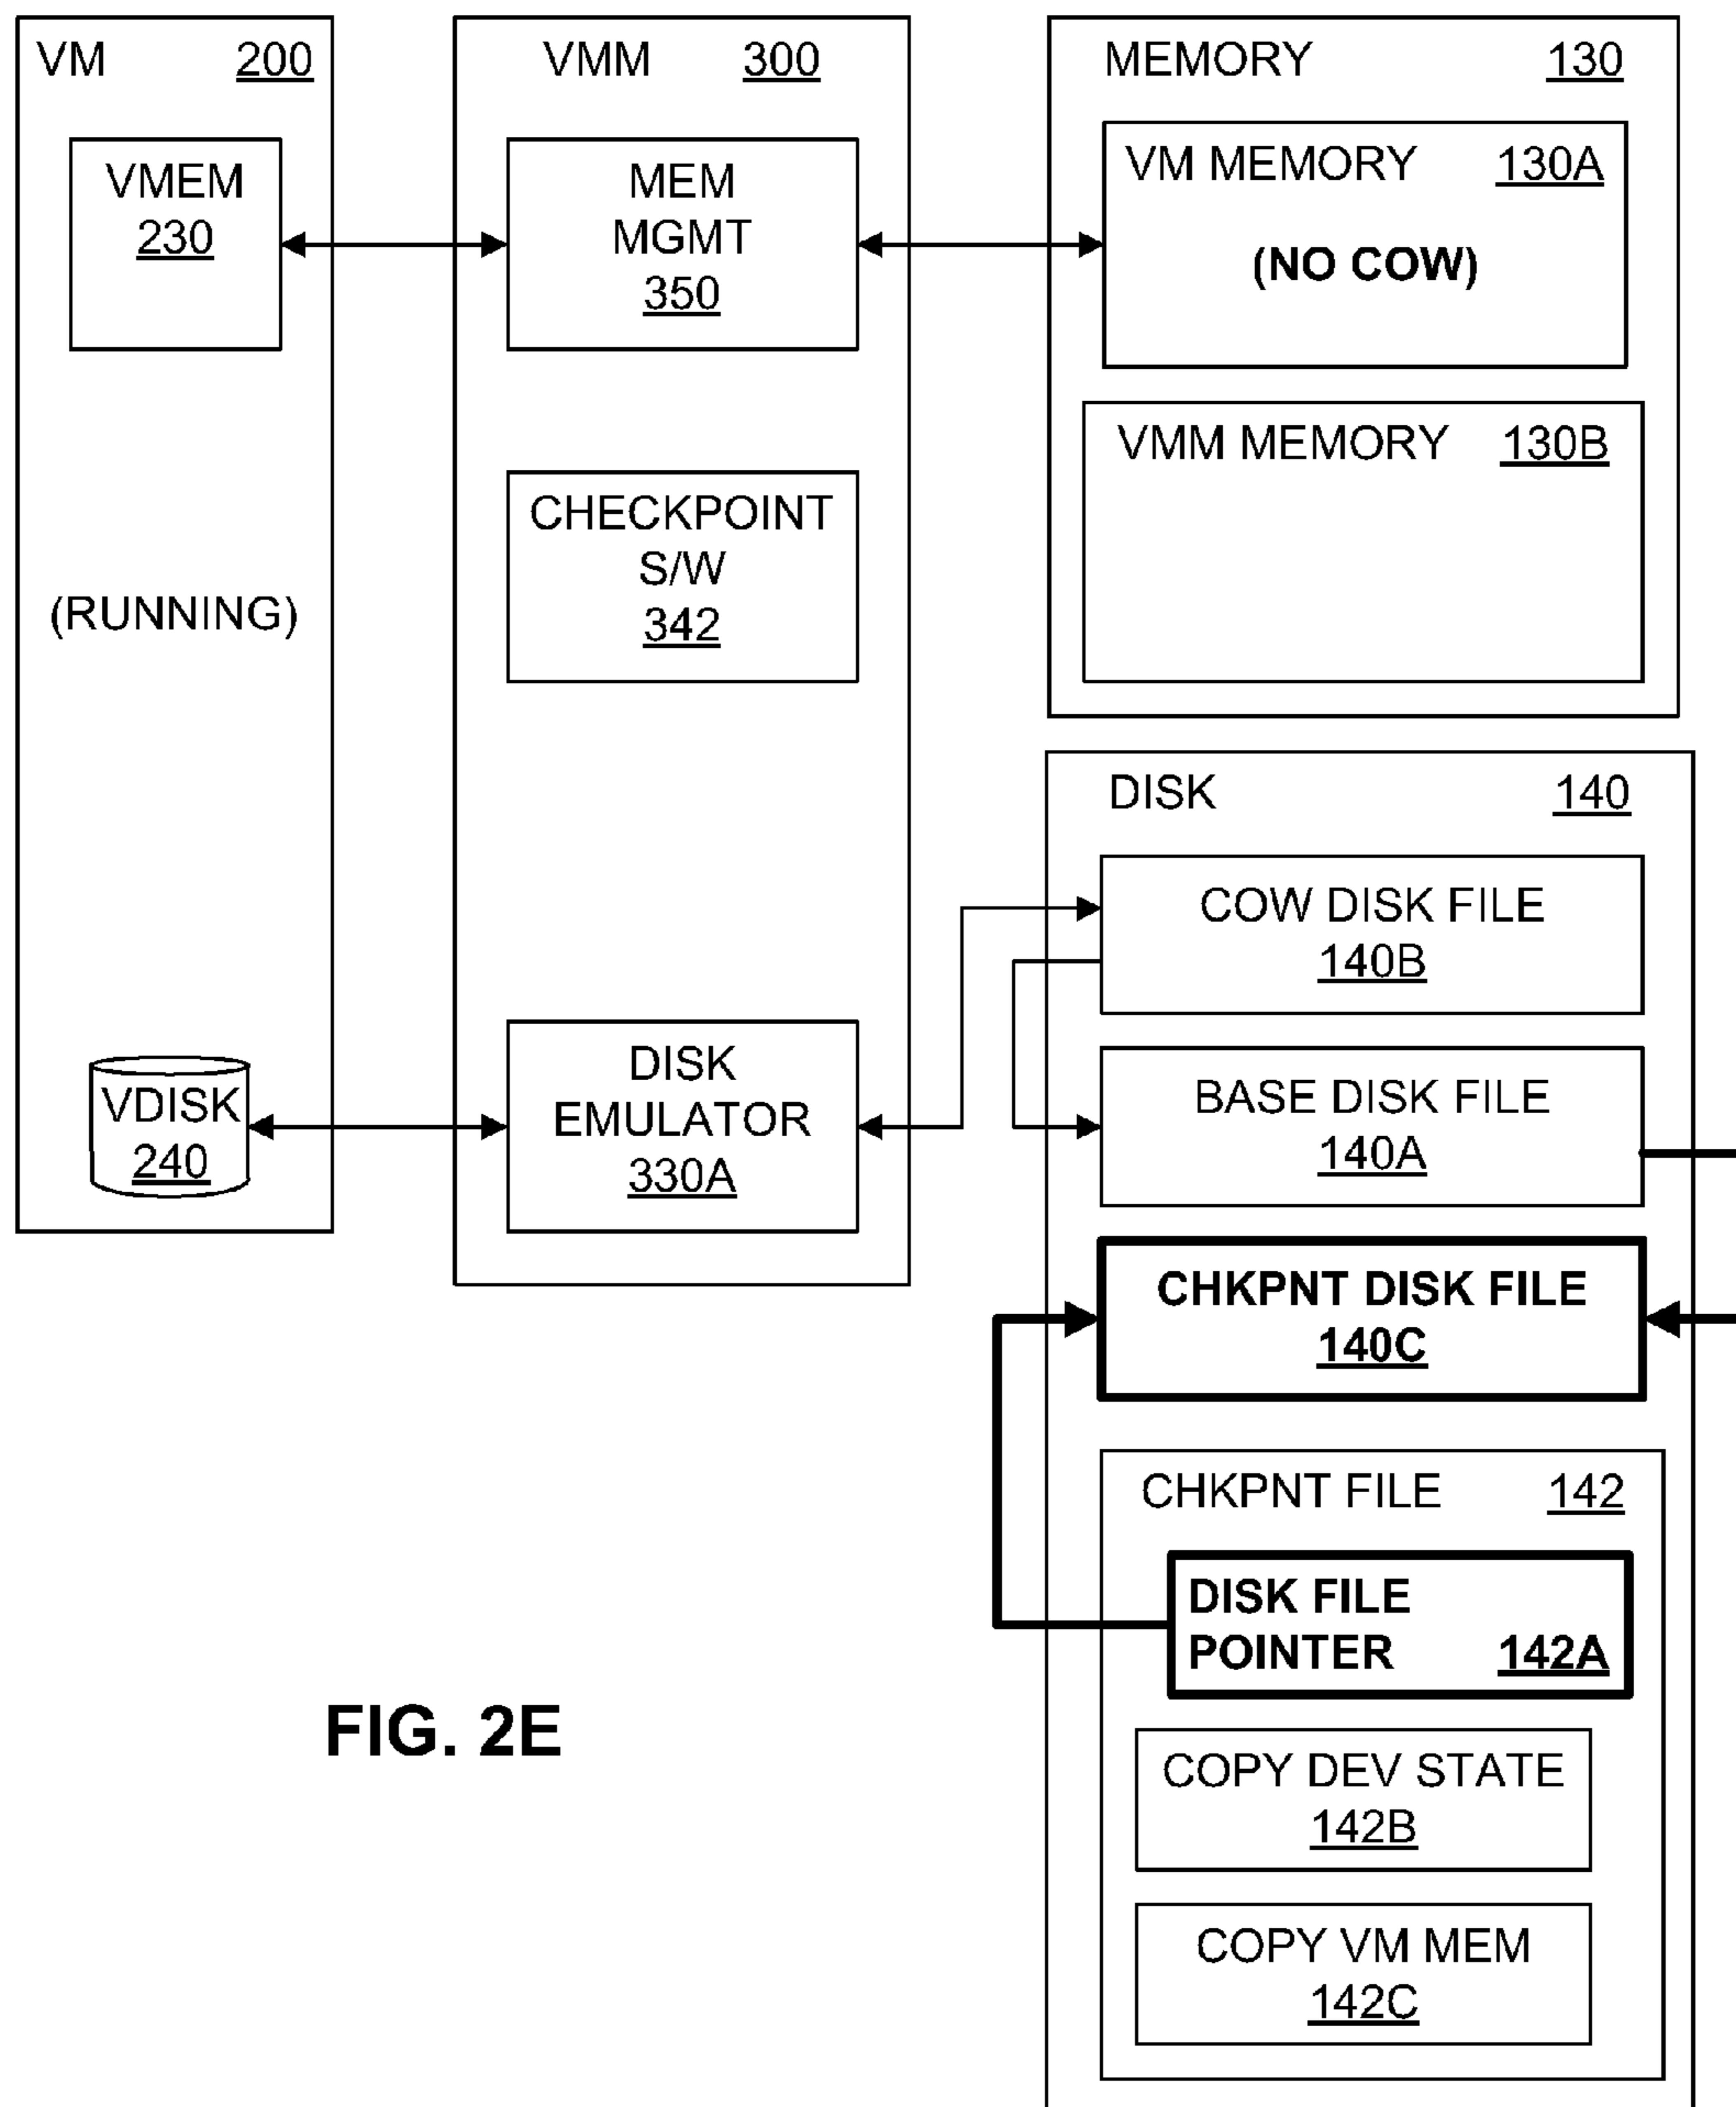 VM 200
VMEM
230
(RUNNING)
VDISK
240
VMM 300
MEM
MGMT
350
CHECKPOINT
S/W
342
DISK
EMULATOR
330A
MEMORY 130
VM MEMORY 130A
(NO COW)
VMM MEMORY 130B
DISK 140
COW DISK FILE
140B
BASE DISK FILE
140A
CHKPNT DISK FILE
140C
CHKPNT FILE 142
DISK FILE
POINTER 142A
COPY DEV STATE
142B
COPY VM MEM
142C
FIG. 2E